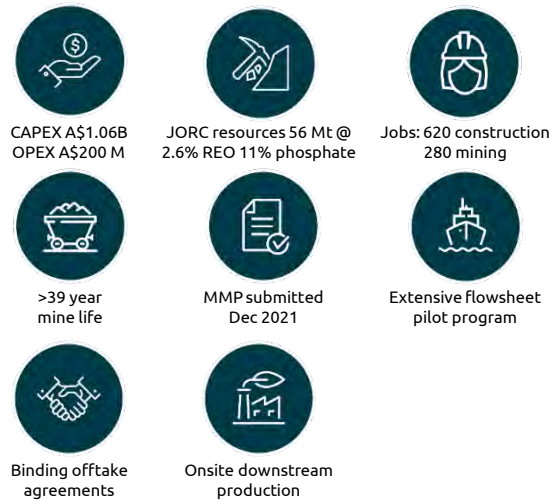 $
CAPEX A$1.06B
OPEX A$200 M
JORC resources 56 Mt @
2.6% REO 11% phosphate
Jobs: 620 construction
280 mining
>39 year
mine life
MMP submitted
Dec 2021
Extensive flowsheet
pilot program
Binding offtake
agreements
Onsite downstream
production